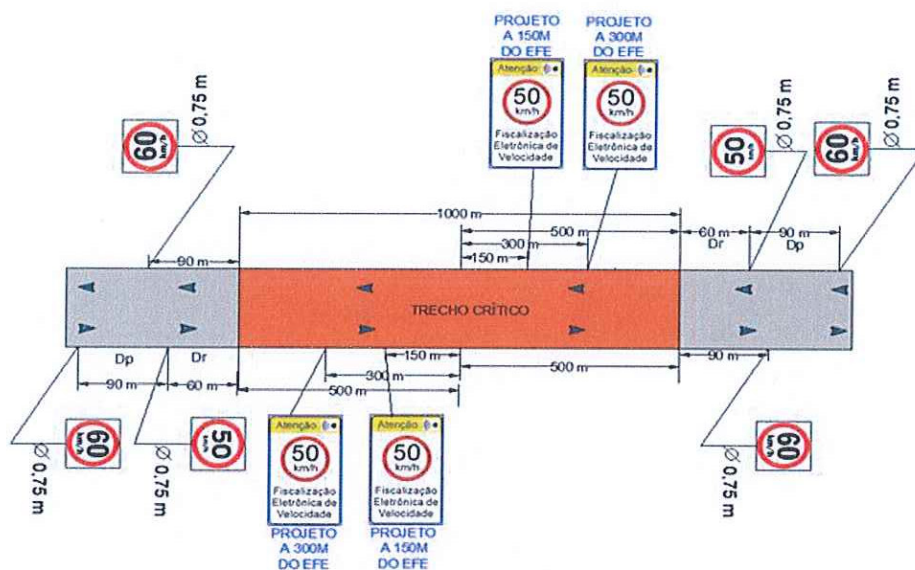 PROJETO
A 150M
DO EFE
PROJETO
A 300M
DO EFE
Atenção
50
km/h
Fiscalização
Eletrônica de
Velocidade
Atenção
50
km/h
Fiscalização
Eletrônica de
Velocidade
60
km/h
Ø 0,75 m
50
km/h
Ø 0,75 m
60
km/h
Ø 0,75 m
1000 m
500 m
300 m
150 m
60 m
Dr
90 m
Dp
90 m
TRECHO CRÍTICO
Dp
Dr
90 m
60 m
150 m
300 m
500 m
500 m
90 m
60
km/h
Ø 0,75 m
50
km/h
Ø 0,75 m
Atenção
50
km/h
Fiscalização
Eletrônica de
Velocidade
PROJETO
A 300M
DO EFE
Atenção
50
km/h
Fiscalização
Eletrônica de
Velocidade
PROJETO
A 150M
DO EFE
60
km/h
Ø 0,75 m